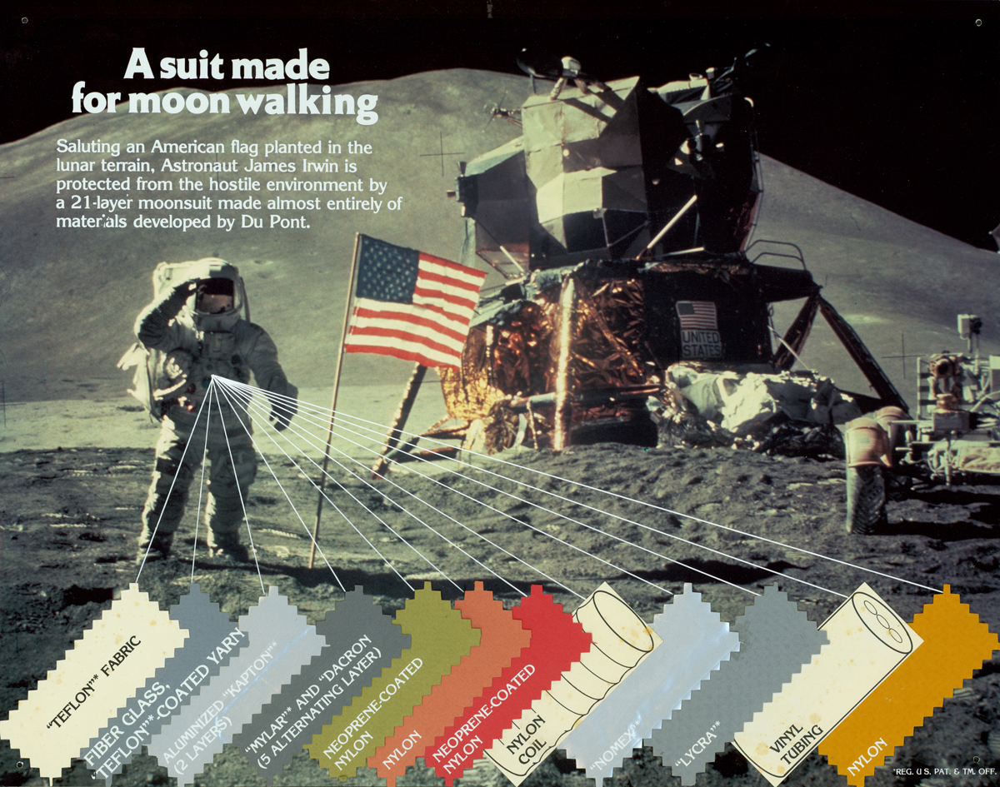 A suit made
for moon walking
Saluting an American flag planted in the
lunar terrain, Astronaut James Irwin is
protected from the hostile environment by
a 21-layer moonsuit made almost entirely of
materials developed by Du Pont.
UNITED
STATES
"TEFLON"* FABRIC
FIBER GLASS,
"TEFLON"*-COATED YARN
ALUMINIZED "KAPTON"*
(2 LAYERS)
"MYLAR"* AND "DACRON
(5 ALTERNATING LAYER)
NEOPRENE-COATED
NYLON
NYLON
NEOPRENE-COATED
NYLON
NYLON
COIL
"NOMEX"*
"LYCRA"*
VINYL
TUBING
NYLON
*REG. U.S. PAT. & TM. OFF.